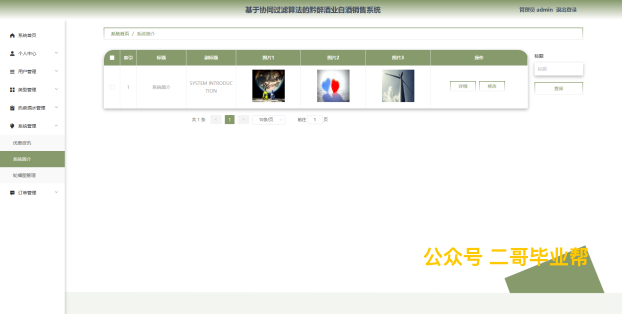 基于协同过滤算法的黔醉酒业白酒销售系统
管理员 admin 退出登录
系统首页
个人中心
用户管理
类型管理
热卖酒水管理
系统管理
优惠资讯
系统简介
轮播图管理
订单管理
系统首页 / 系统简介
索引 标题 副标题 图片1 图片2 图片3 操作
1 系统简介 SYSTEM INTRODUC
TION 详情 修改
共 1 条 1 10条/页 前往 1 页
标题
标题
查询
公众号 二哥毕业帮